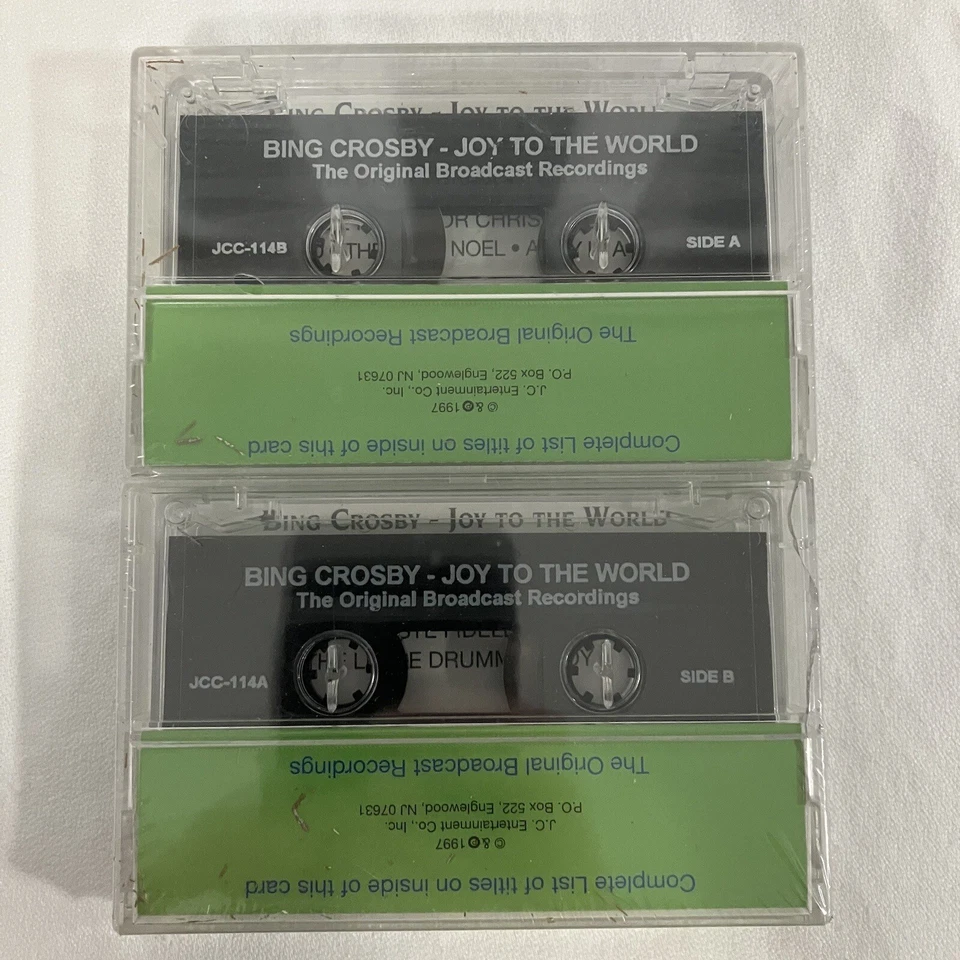 BING CROSBY - JOY TO THE WORLD
BING CROSBY - JOY TO THE WORLD
The Original Broadcast Recordings
OR CHRIS
NOEL • A
JCC-114B
SIDE A
The Original Broadcast Recordings
P.O. Box 522, Englewood, NJ 07631
J.C. Entertainment Co., Inc.
© & ℗ 1997
Complete List of titles on inside of this card
BING CROSBY - JOY TO THE WORLD
BING CROSBY - JOY TO THE WORLD
The Original Broadcast Recordings
E DRUMM
JCC-114A
SIDE B
The Original Broadcast Recordings
P.O. Box 522, Englewood, NJ 07631
J.C. Entertainment Co., Inc.
© & ℗ 1997
Complete List of titles on inside of this card